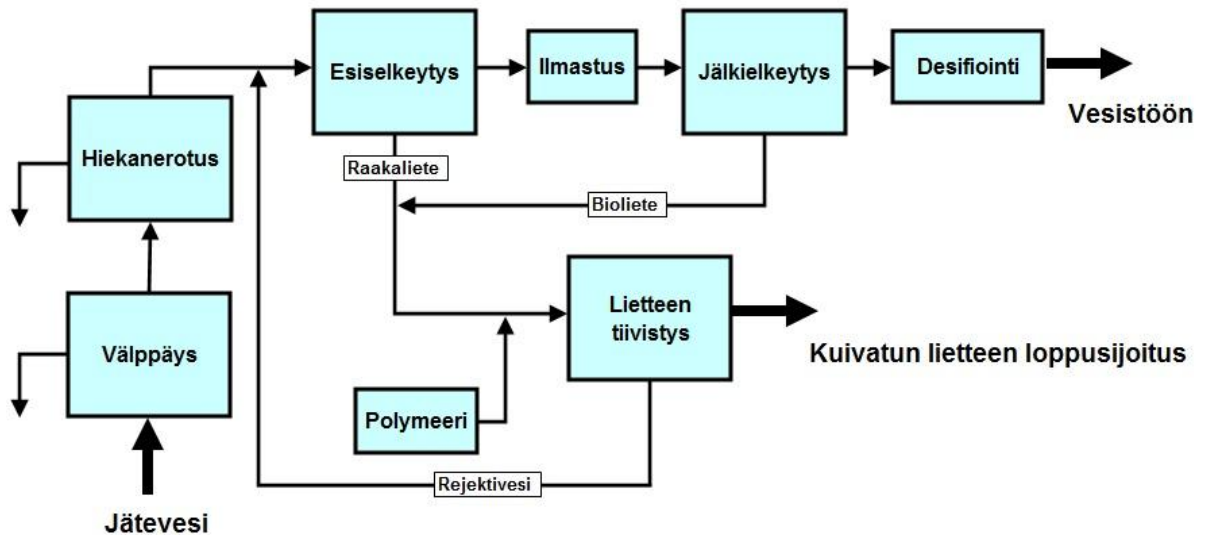 Esiselkeytys
Ilmastus
Jälkielkeytys
Desifiointi
Vesistöön
Hiekanerotus
Raakaliete
Bioliete
Välppäys
Lietteen
tiivistys
Kuivatun lietteen loppusijoitus
Polymeeri
Rejektivesi
Jätevesi